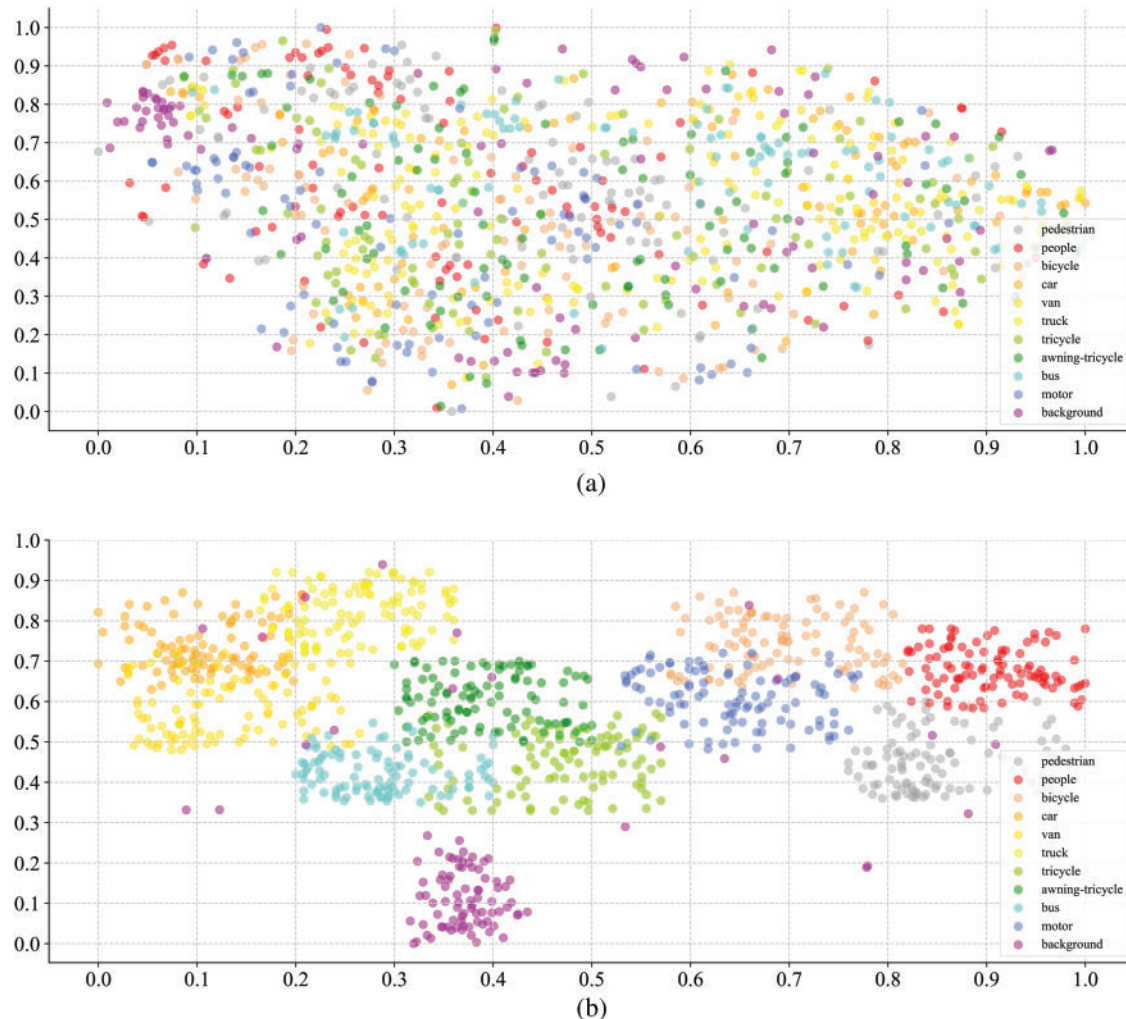 1.0
0.9
0.8
0.7
0.6
0.5
0.4
0.3
0.2
0.1
0.0
pedestrian
people
bicycle
car
van
truck
tricycle
awning-tricycle
bus
motor
background
0.0 0.1 0.2 0.3 0.4 0.5 0.6 0.7 0.8 0.9 1.0
(a)
1.0
0.9
0.8
0.7
0.6
0.5
0.4
0.3
0.2
0.1
0.0
pedestrian
people
bicycle
car
van
truck
tricycle
awning-tricycle
bus
motor
background
0.0 0.1 0.2 0.3 0.4 0.5 0.6 0.7 0.8 0.9 1.0
(b)